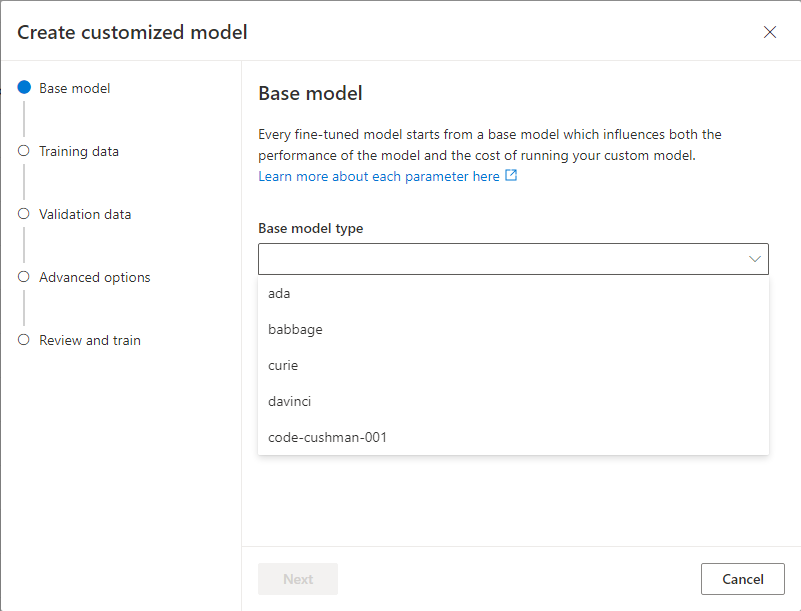 Create customized model
Base model
Training data
Validation data
Advanced options
Review and train
Base model
Every fine-tuned model starts from a base model which influences both the
performance of the model and the cost of running your custom model.
Learn more about each parameter here
Base model type
ada
babbage
curie
davinci
code-cushman-001
Next
Cancel